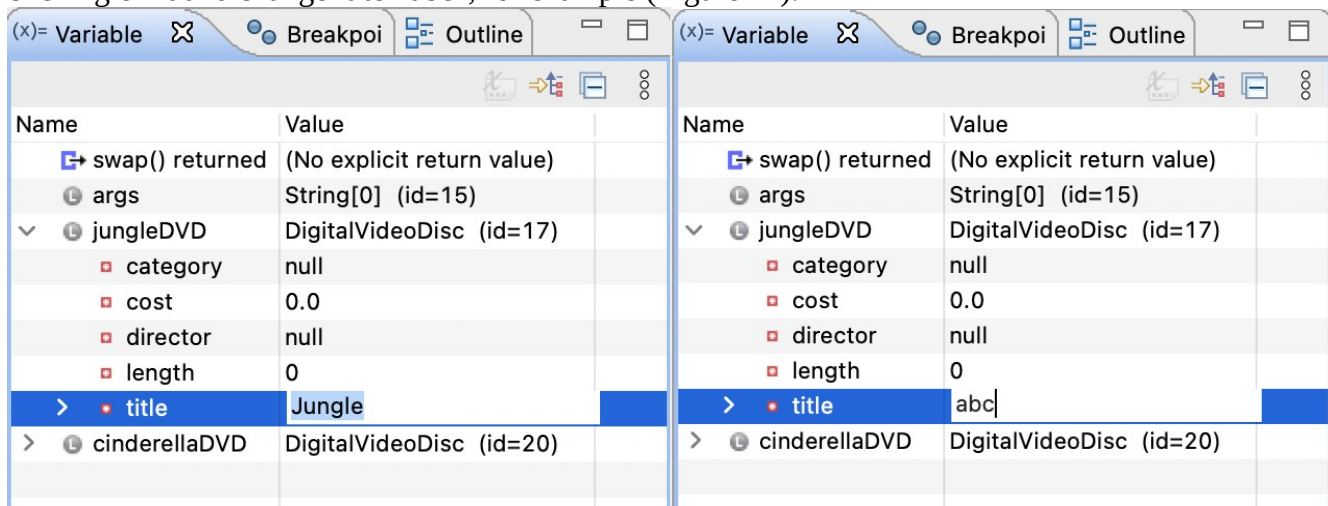 (x)= Variable Breakpoi Outline
Name Value
swap() returned (No explicit return value)
args String[0] (id=15)
jungleDVD DigitalVideoDisc (id=17)
category null
cost 0.0
director null
length 0
title Jungle
cinderellaDVD DigitalVideoDisc (id=20)
(x)= Variable Breakpoi Outline
Name Value
swap() returned (No explicit return value)
args String[0] (id=15)
jungleDVD DigitalVideoDisc (id=17)
category null
cost 0.0
director null
length 0
title abc
cinderellaDVD DigitalVideoDisc (id=20)